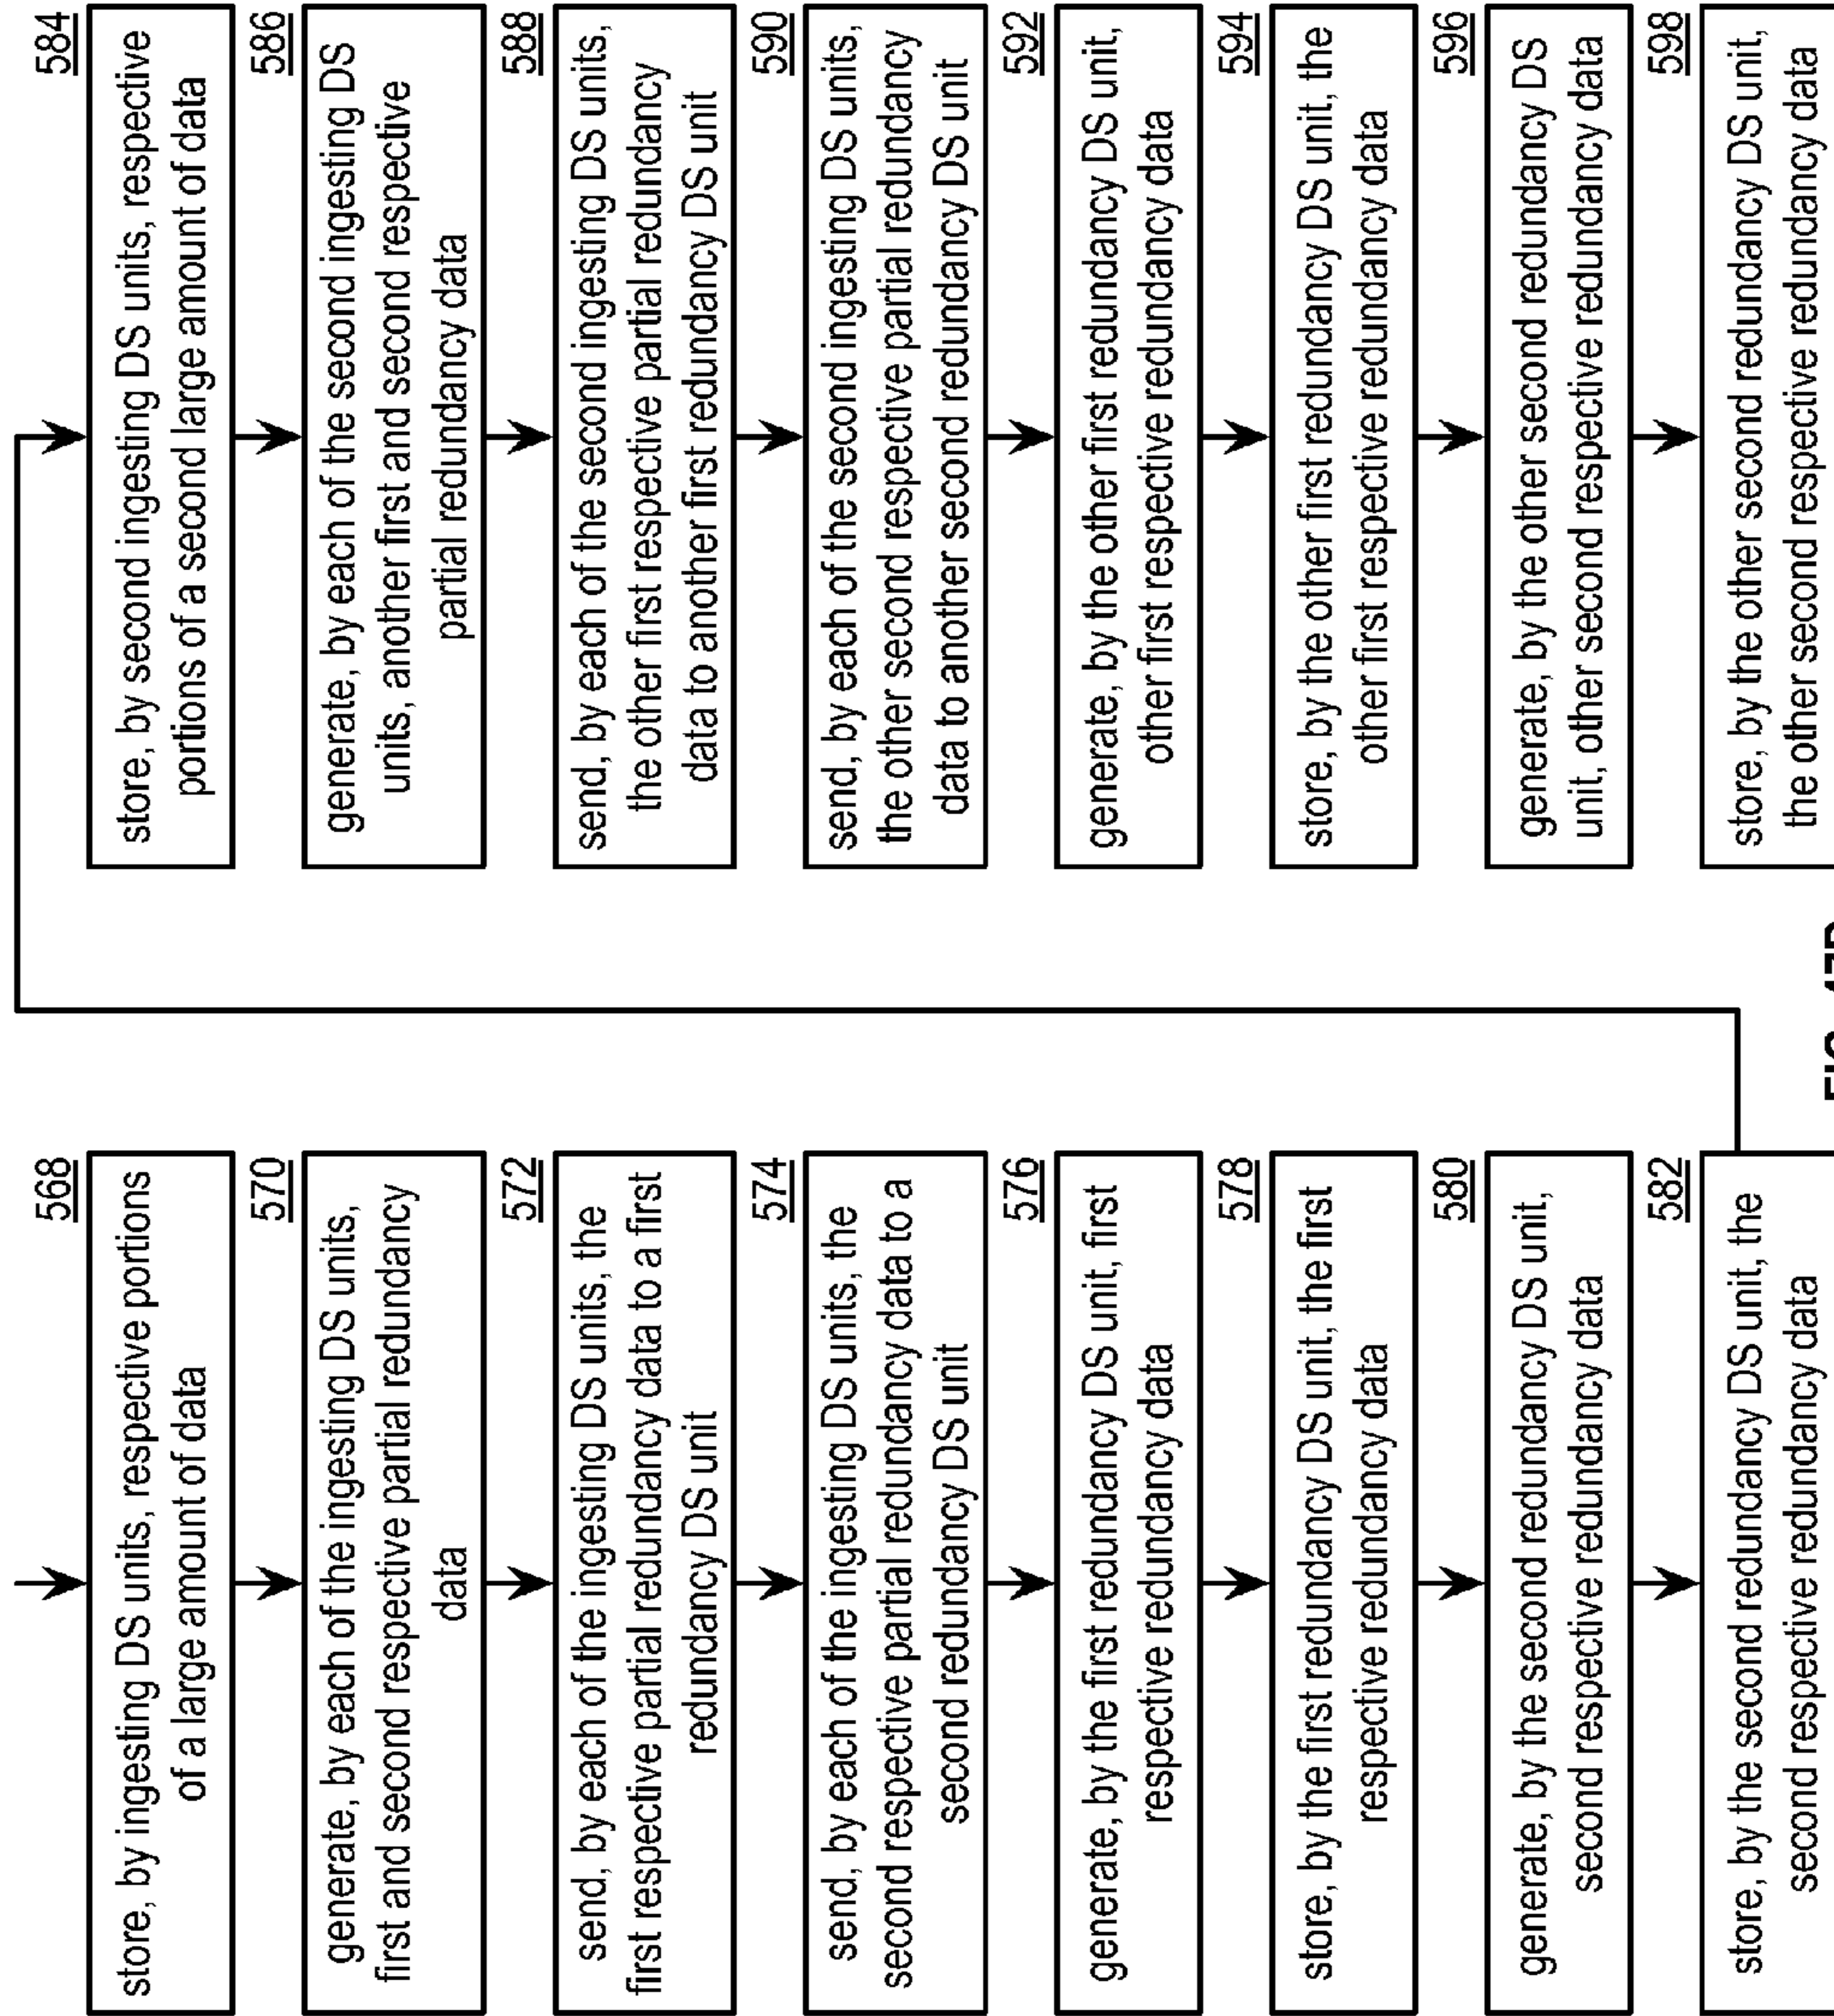 568
store, by ingesting DS units, respective portions
of a large amount of data
570
generate, by each of the ingesting DS units,
first and second respective partial redundancy
data
572
send, by each of the ingesting DS units, the
first respective partial redundancy data to a first
redundancy DS unit
574
send, by each of the ingesting DS units, the
second respective partial redundancy data to a
second redundancy DS unit
576
generate, by the first redundancy DS unit, first
respective redundancy data
578
store, by the first redundancy DS unit, the first
respective redundancy data
580
generate, by the second redundancy DS unit,
second respective redundancy data
582
store, by the second redundancy DS unit, the
second respective redundancy data
584
store, by second ingesting DS units, respective
portions of a second large amount of data
586
generate, by each of the second ingesting DS
units, another first and second respective
partial redundancy data
588
send, by each of the second ingesting DS units,
the other first respective partial redundancy
data to another first redundancy DS unit
590
send, by each of the second ingesting DS units,
the other second respective partial redundancy
data to another second redundancy DS unit
592
generate, by the other first redundancy DS unit,
other first respective redundancy data
594
store, by the other first redundancy DS unit, the
other first respective redundancy data
596
generate, by the other second redundancy DS
unit, other second respective redundancy data
598
store, by the other second redundancy DS unit,
the other second respective redundancy data
FIG.